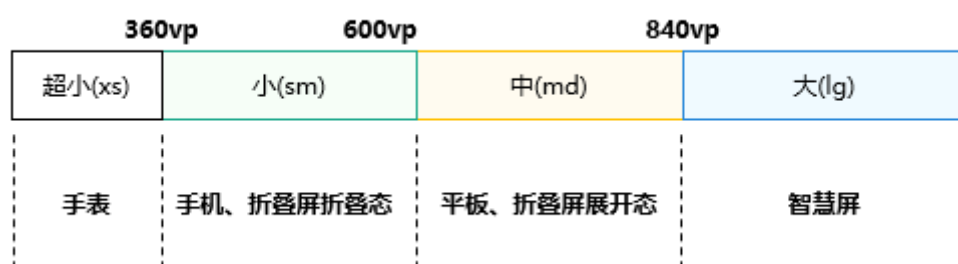 360vp 600vp 840vp
超小(xs) 小(sm) 中(md) 大(lg)
手表 手机、折叠屏折叠态 平板、折叠屏展开态 智慧屏